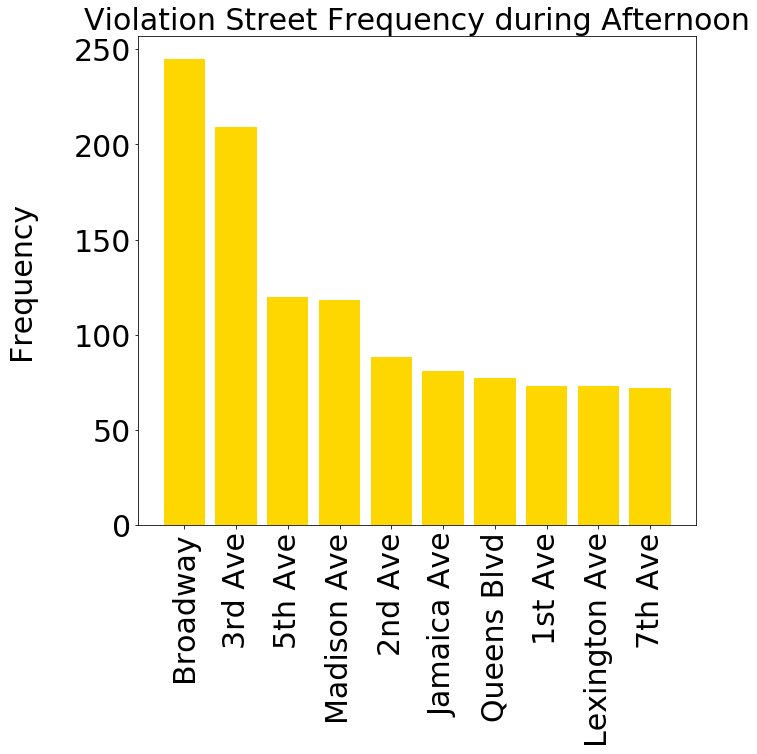 Violation Street Frequency during Afternoon
Frequency
250
200
150
100
50
0
Broadway
3rd Ave
5th Ave
Madison Ave
2nd Ave
Jamaica Ave
Queens Blvd
1st Ave
Lexington Ave
7th Ave